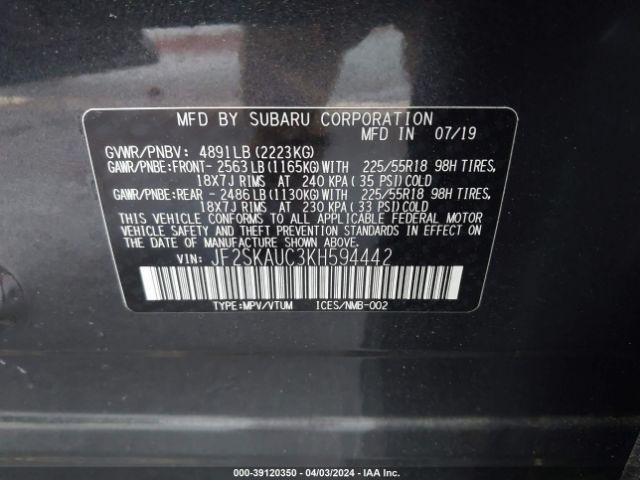 MFD BY SUBARU CORPORATION
MFD IN 07/19
GVWR/PNBV: 4891LB(2223KG)
GAWR/PNBE:FRONT- 2563LB(1165KG)WITH 225/55R18 98H TIRES,
18X7J RIMS AT 240 KPA(35 PSI)COLD
GAWR/PNBE:REAR - 2486LB(1130KG)WITH 225/55R18 98H TIRES,
18X7J RIMS AT 230 KPA(33 PSI)COLD
THIS VEHICLE CONFORMS TO ALL APPLICABLE FEDERAL MOTOR
VEHICLE SAFETY AND THEFT PREVENTION STANDARDS IN EFFECT
ON THE DATE OF MANUFACTURE SHOWN ABOVE.
VIN: JF2SKAUC3KH594442
TYPE:MPV/VTUM ICES/NMB-002
000-39120350 - 04/03/2024 - IAA Inc.